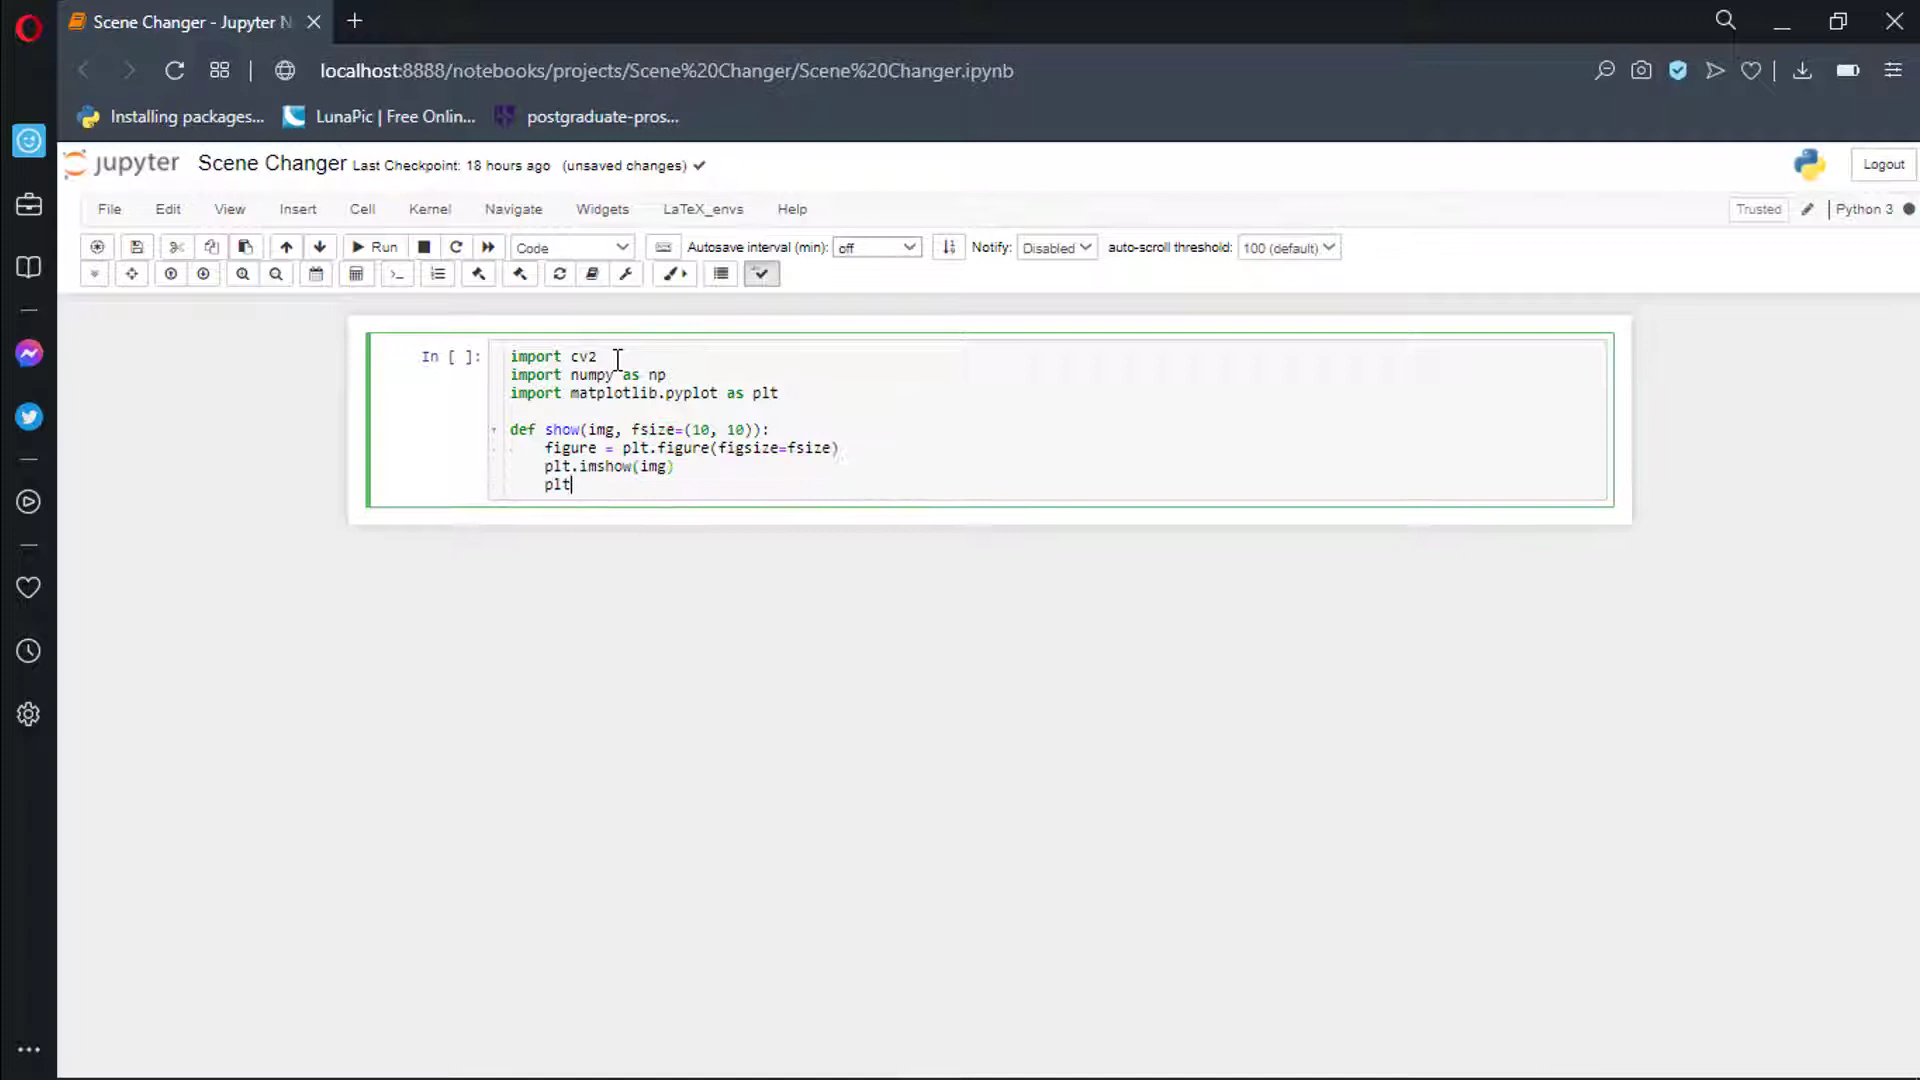 Scene Changer - Jupyter N
localhost:8888/notebooks/projects/Scene%20Changer/Scene%20Changer.ipynb
Installing packages... LunaPic | Free Onlin... postgraduate-pros...
jupyter Scene Changer Last Checkpoint: 18 hours ago (unsaved changes) Logout
File Edit View Insert Cell Kernel Navigate Widgets LaTeX_envs Help Trusted Python 3
Run Code Autosave interval (min): off Notify: Disabled auto-scroll threshold: 100 (default)
In [ ]: import cv2
import numpy as np
import matplotlib.pyplot as plt
def show(img, fsize=(10, 10)):
figure = plt.figure(figsize=fsize)
plt.imshow(img)
plt